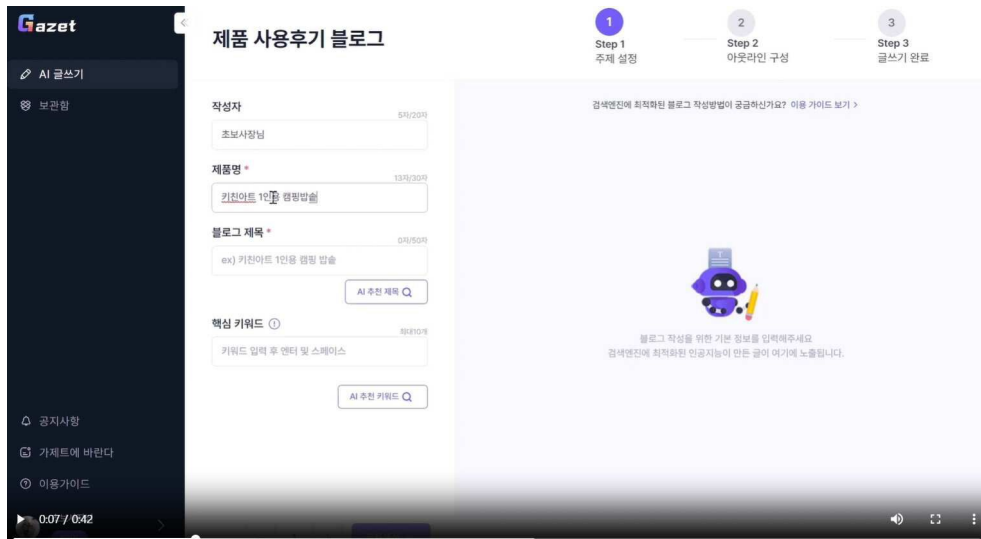 Gazet
AI 글쓰기
보관함
공지사항
가제트에 바란다
이용가이드
제품 사용후기 블로그
1
Step 1
주제 설정
2
Step 2
아웃라인 구성
3
Step 3
글쓰기 완료
작성자
5자/20자
초보사장님
제품명 *
13자/30자
키친아트 1인용 캠핑밥솥
블로그 제목 *
0자/50자
ex) 키친아트 1인용 캠핑 밥솥
AI 추천 제목
핵심 키워드
최대10개
키워드 입력 후 엔터 및 스페이스
AI 추천 키워드
검색엔진에 최적화된 블로그 작성방법이 궁금하신가요? 이용 가이드 보기 >
블로그 작성을 위한 기본 정보를 입력해주세요
검색엔진에 최적화된 인공지능이 만든 글이 여기에 노출됩니다.
0:07 / 0:42